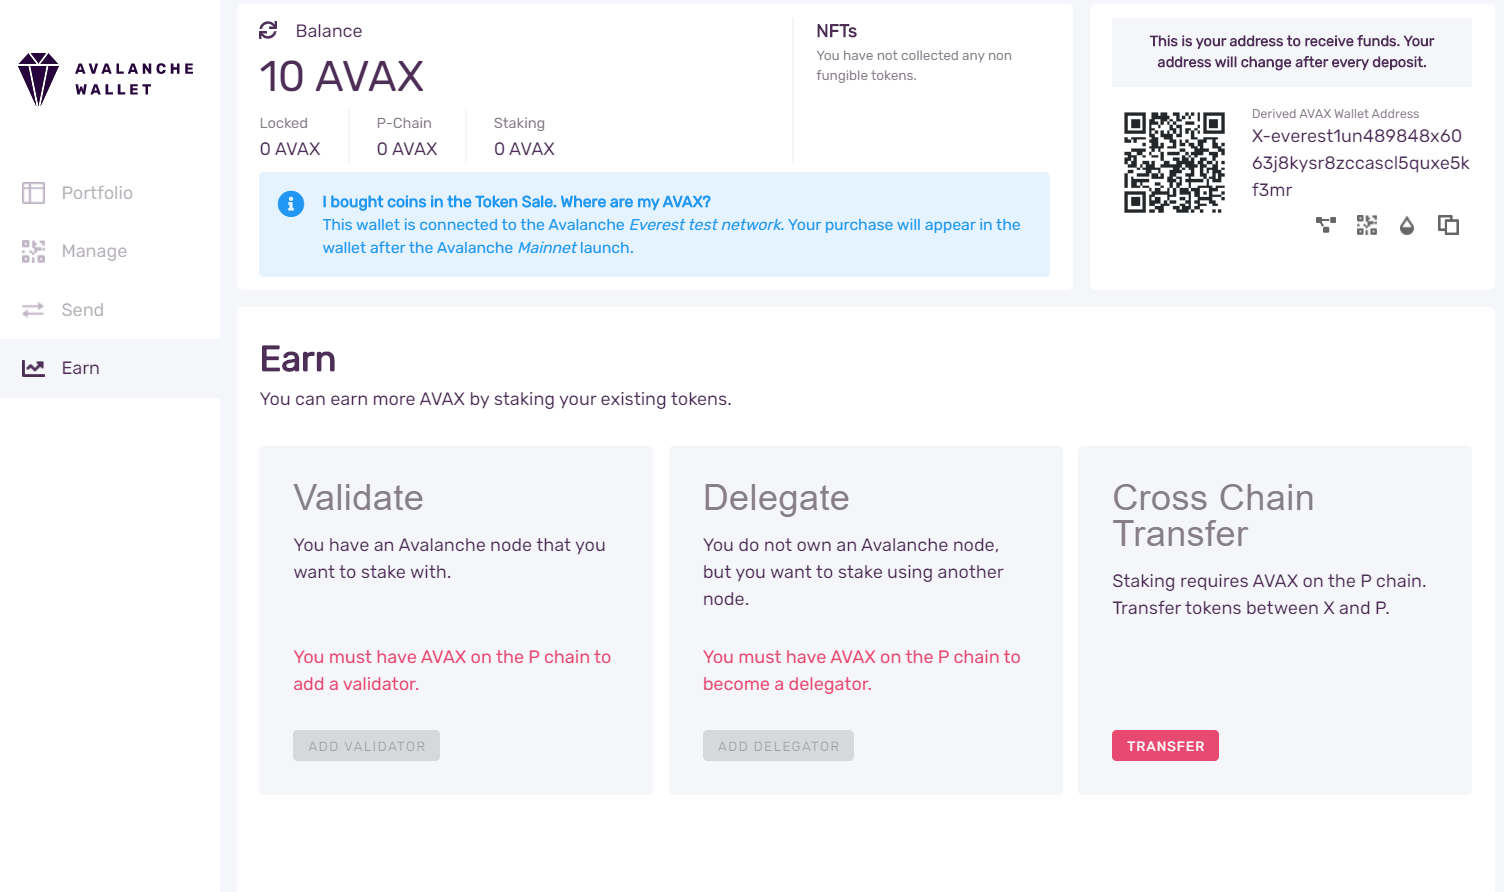 AVALANCHE
WALLET
Portfolio
Manage
Send
Earn
Balance
10 AVAX
Locked
0 AVAX
P-Chain
0 AVAX
Staking
0 AVAX
NFTs
You have not collected any non
fungible tokens.
I bought coins in the Token Sale. Where are my AVAX?
This wallet is connected to the Avalanche Everest test network. Your purchase will appear in the
wallet after the Avalanche Mainnet launch.
This is your address to receive funds. Your
address will change after every deposit.
Derived AVAX Wallet Address
X-everest1un489848x60
63j8kysr8zccascl5quxe5k
f3mr
Earn
You can earn more AVAX by staking your existing tokens.
Validate
You have an Avalanche node that you
want to stake with.
You must have AVAX on the P chain to
add a validator.
ADD VALIDATOR
Delegate
You do not own an Avalanche node,
but you want to stake using another
node.
You must have AVAX on the P chain to
become a delegator.
ADD DELEGATOR
Cross Chain
Transfer
Staking requires AVAX on the P chain.
Transfer tokens between X and P.
TRANSFER